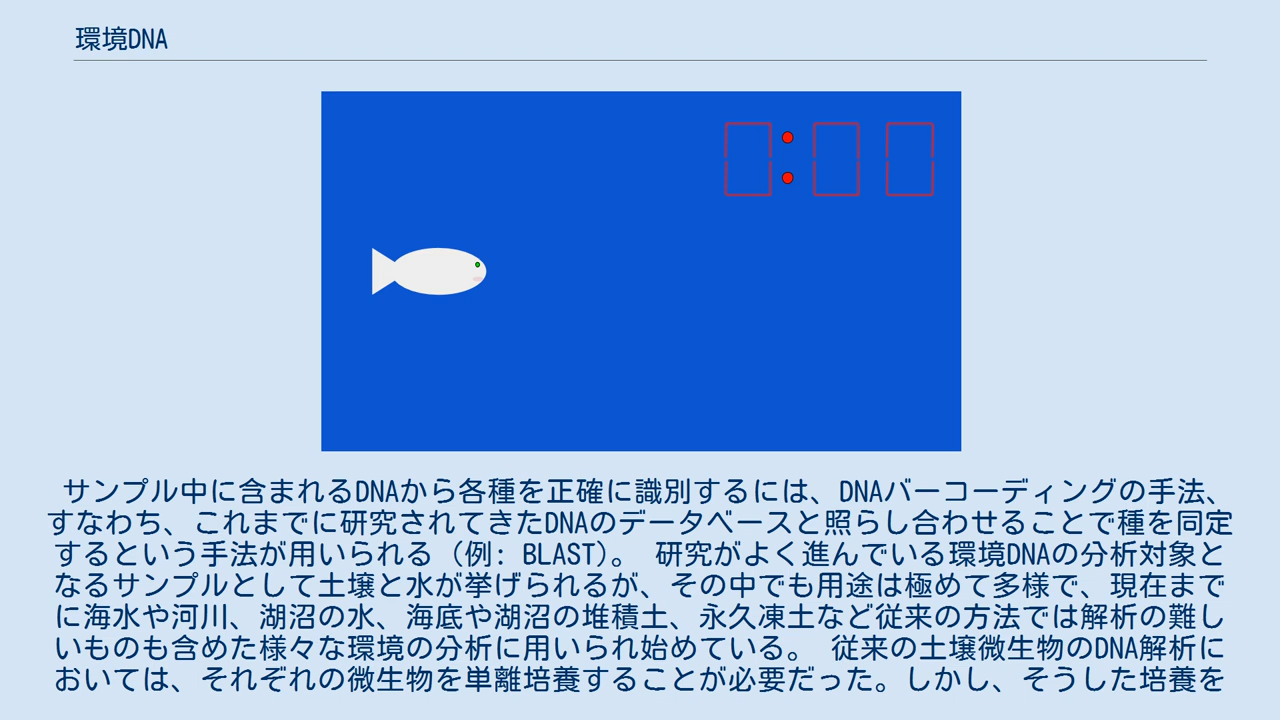 環境DNA
0:00
サンプル中に含まれるDNAから各種を正確に識別するには、DNAバーコーディングの手法、
すなわち、これまでに研究されてきたDNAのデータベースと照らし合わせることで種を同定
するという手法が用いられる（例: BLAST）。 研究がよく進んでいる環境DNAの分析対象と
なるサンプルとして土壌と水が挙げられるが、その中でも用途は極めて多様で、現在まで
に海水や河川、湖沼の水、海底や湖沼の堆積土、永久凍土など従来の方法では解析の難し
いものも含めた様々な環境の分析に用いられ始めている。 従来の土壌微生物のDNA解析に
おいては、それぞれの微生物を単離培養することが必要だった。しかし、そうした培養を